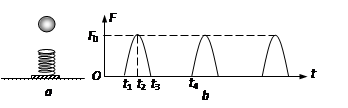 F
F₀
O
t₁ t₂ t₃ t₄ t
a b